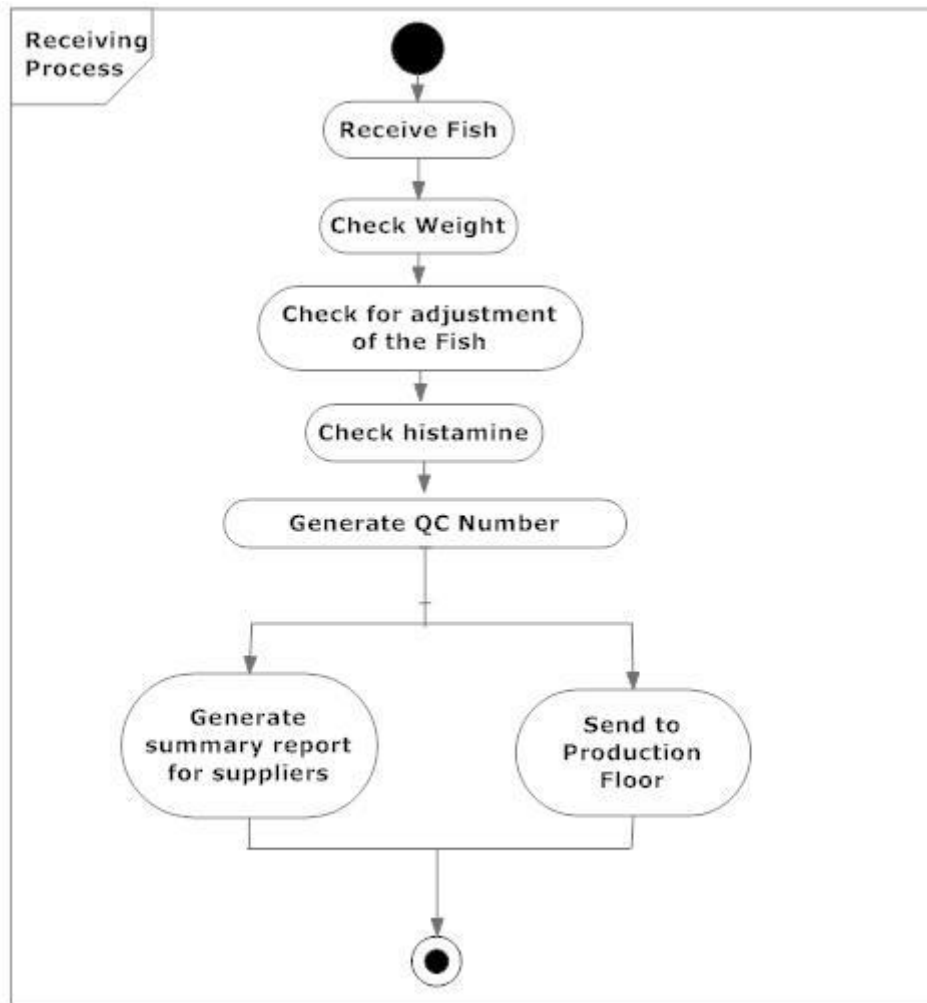 Receiving
Process
Receive Fish
Check Weight
Check for adjustment
of the Fish
Check histamine
Generate QC Number
Generate
summary report
for suppliers
Send to
Production
Floor